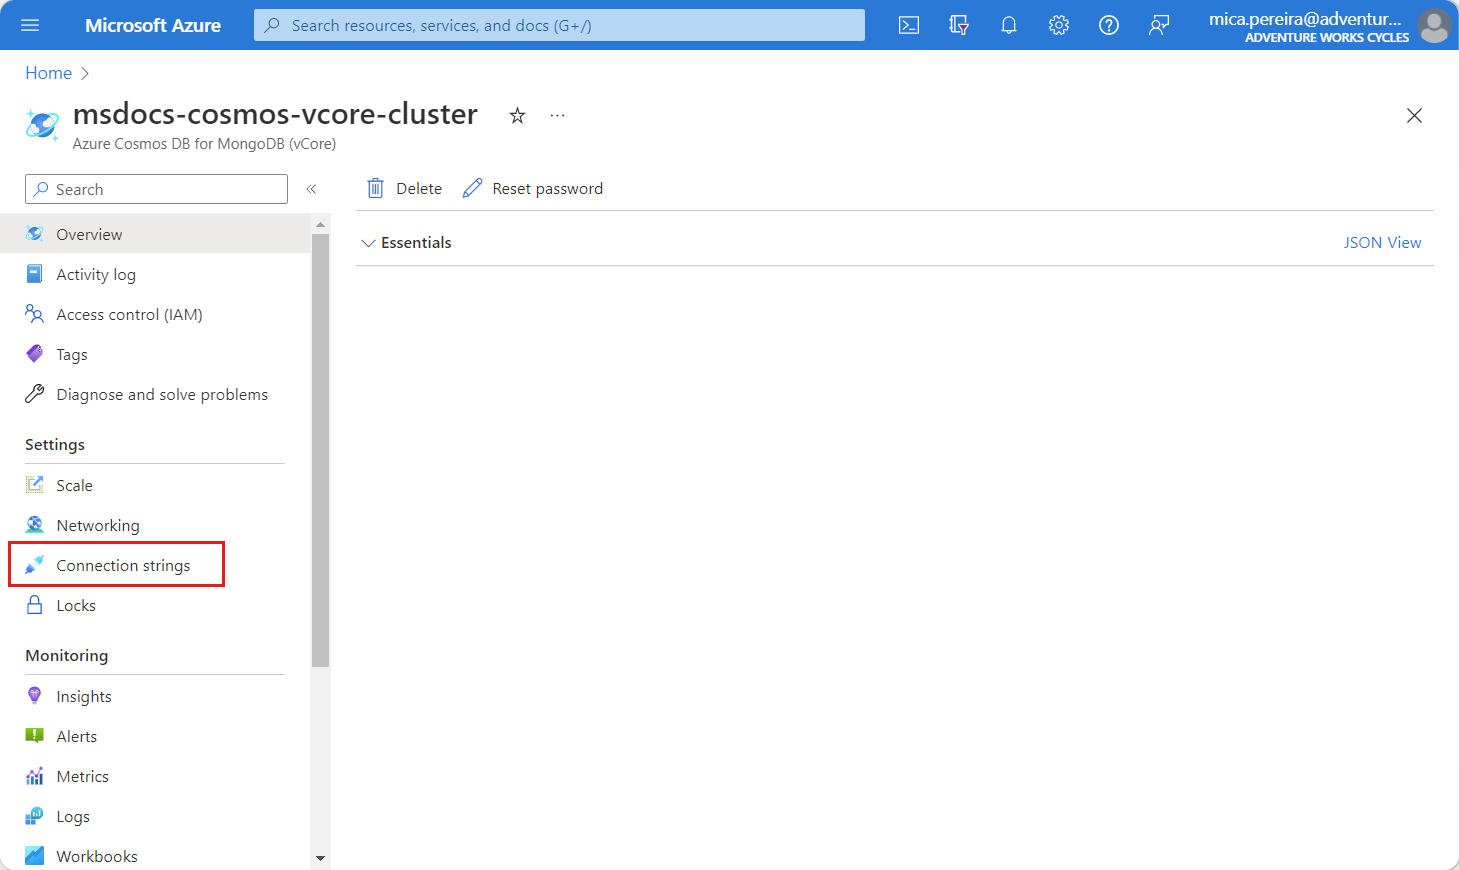 Microsoft Azure
Search resources, services, and docs (G+/)
mica.pereira@adventur...
ADVENTURE WORKS CYCLES
Home
msdocs-cosmos-vcore-cluster
Azure Cosmos DB for MongoDB (vCore)
Search
Delete
Reset password
Essentials
JSON View
Overview
Activity log
Access control (IAM)
Tags
Diagnose and solve problems
Settings
Scale
Networking
Connection strings
Locks
Monitoring
Insights
Alerts
Metrics
Logs
Workbooks